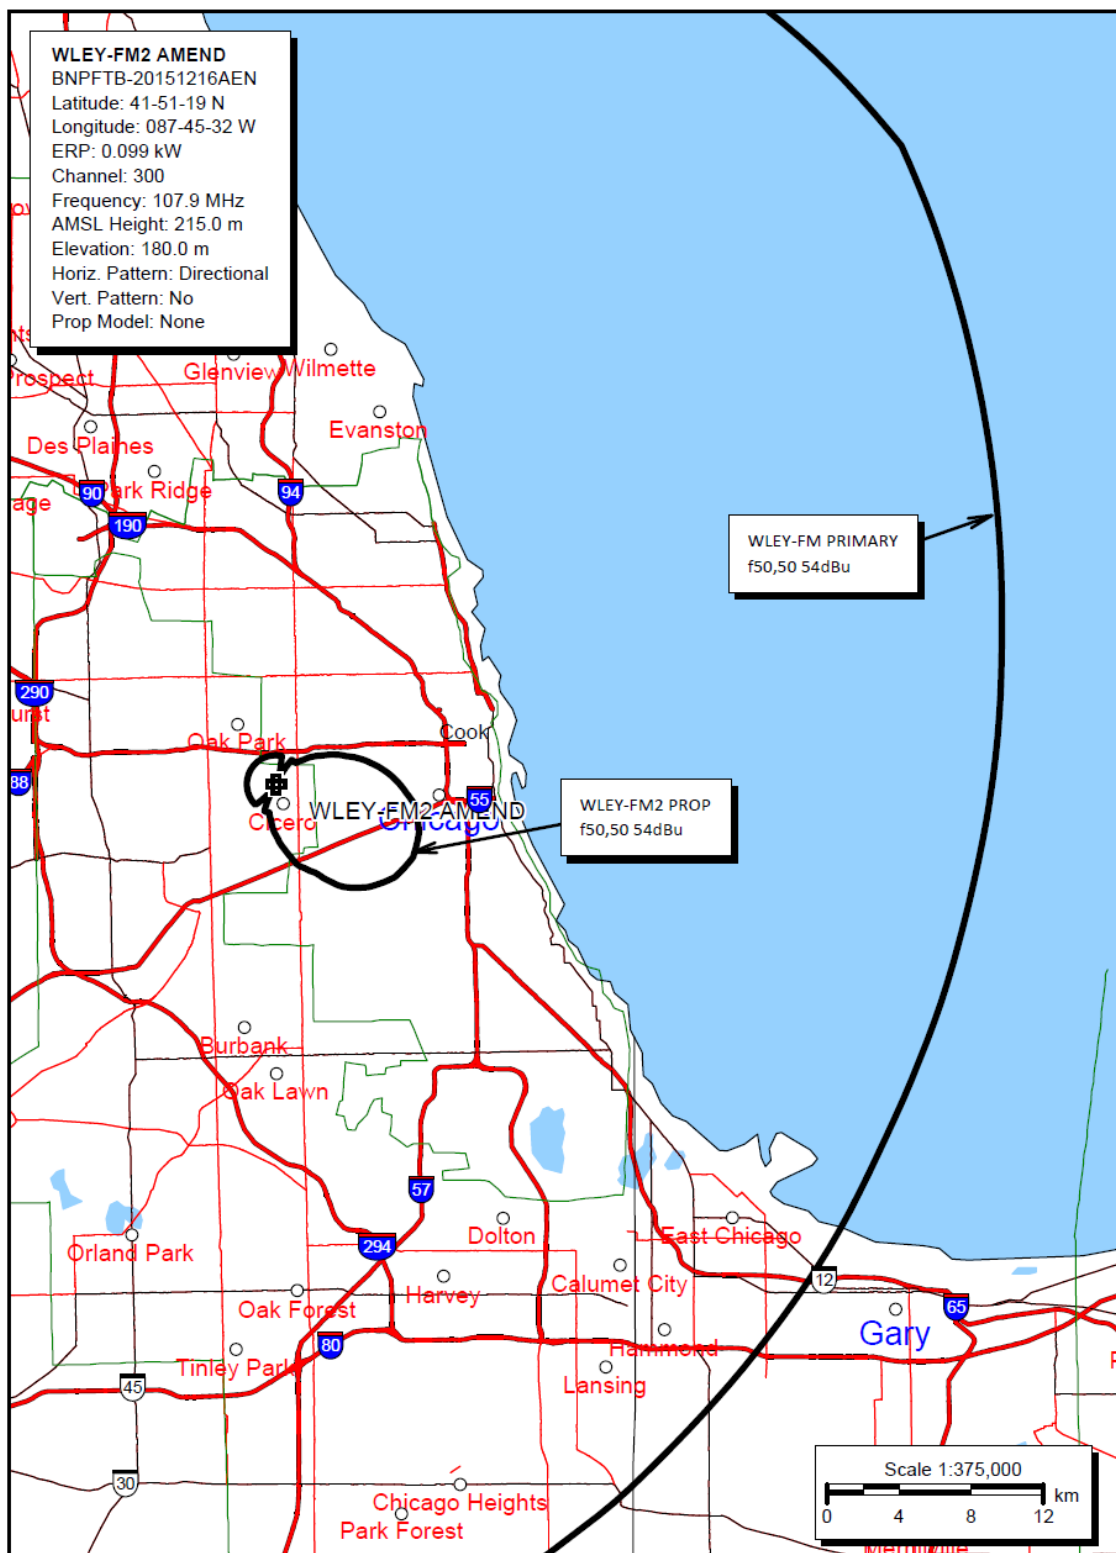 WLEY-FM2 AMEND
BNPFTB-20151216AEN
Latitude: 41-51-19 N
Longitude: 087-45-32 W
ERP: 0.099 kW
Channel: 300
Frequency: 107.9 MHz
AMSL Height: 215.0 m
Elevation: 180.0 m
Horiz. Pattern: Directional
Vert. Pattern: No
Prop Model: None
Glenview
Wilmette
Prospect
Evanston
Des Plaines
Park Ridge
90
94
190
WLEY-FM PRIMARY
f50,50 54dBu
290
Oak Park
Cook
88
55
WLEY-FM2 AMEND
Cicero
Chicago
WLEY-FM2 PROP
f50,50 54dBu
Burbank
Oak Lawn
57
Dolton
East Chicago
Orland Park
294
Calumet City
12
Oak Forest
Harvey
65
Gary
80
Hammond
Tinley Park
Lansing
45
30
Chicago Heights
Park Forest
Scale 1:375,000
km
0 4 8 12
Merrillville